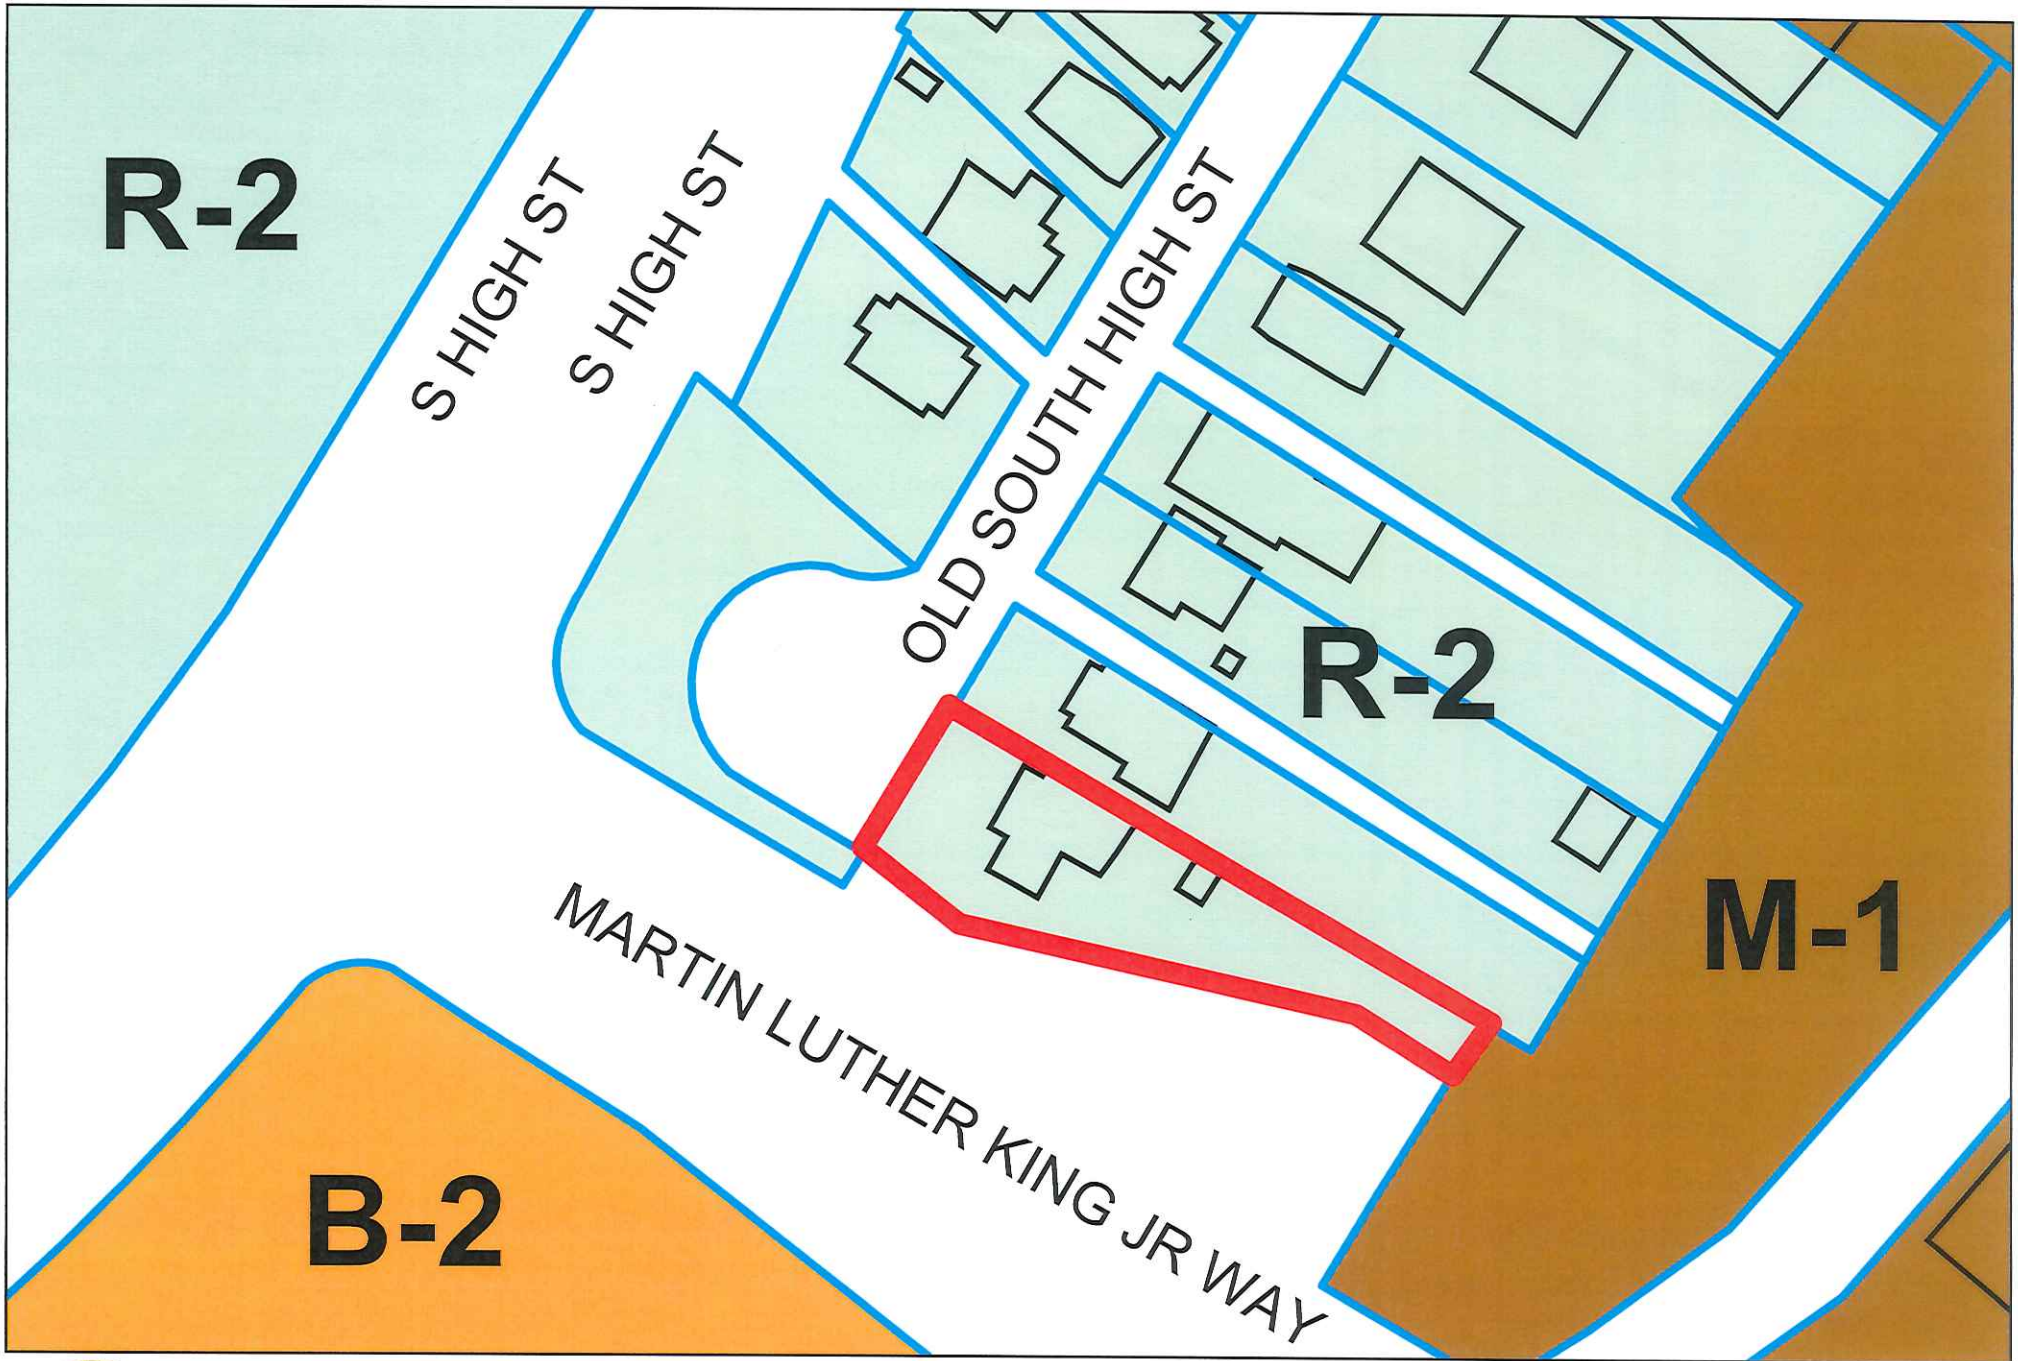 R-2
S HIGH ST
S HIGH ST
OLD SOUTH HIGH ST
R-2
M-1
MARTIN LUTHER KING JR WAY
B-2